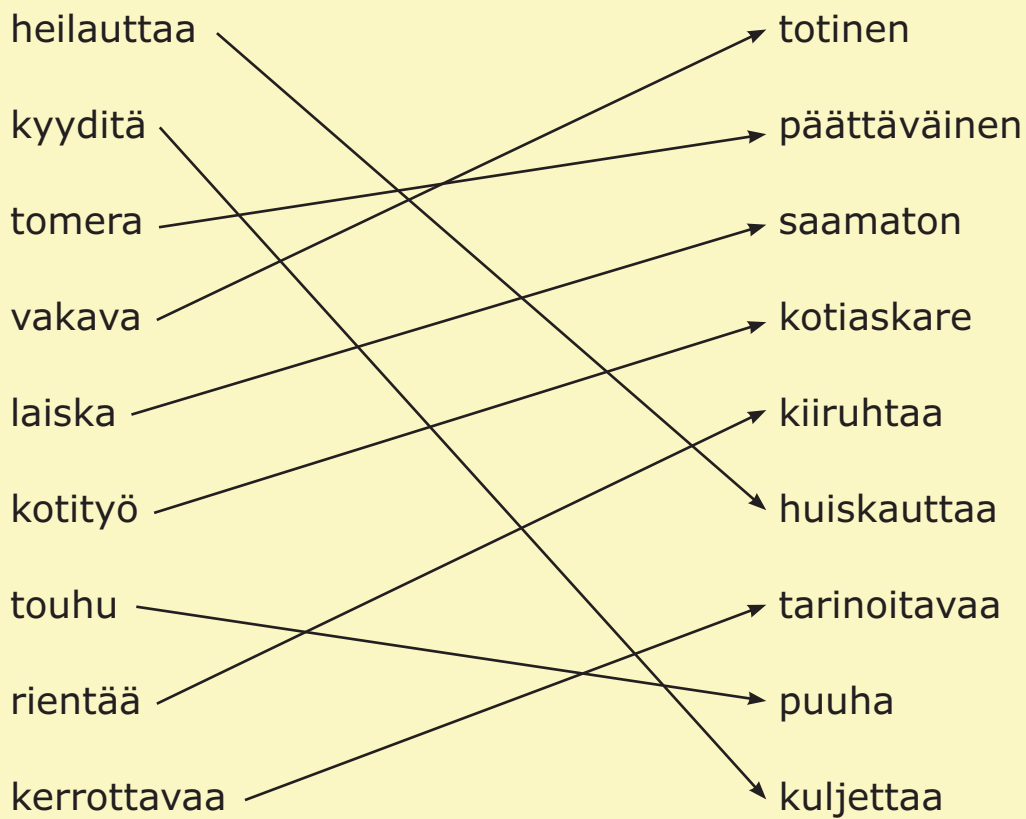 heilauttaa totinen
kyyditä päättäväinen
tomera saamaton
vakava kotiaskare
laiska kiiruhtaa
kotityö huiskauttaa
touhu tarinoitavaa
rientää puuha
kerrottavaa kuljettaa